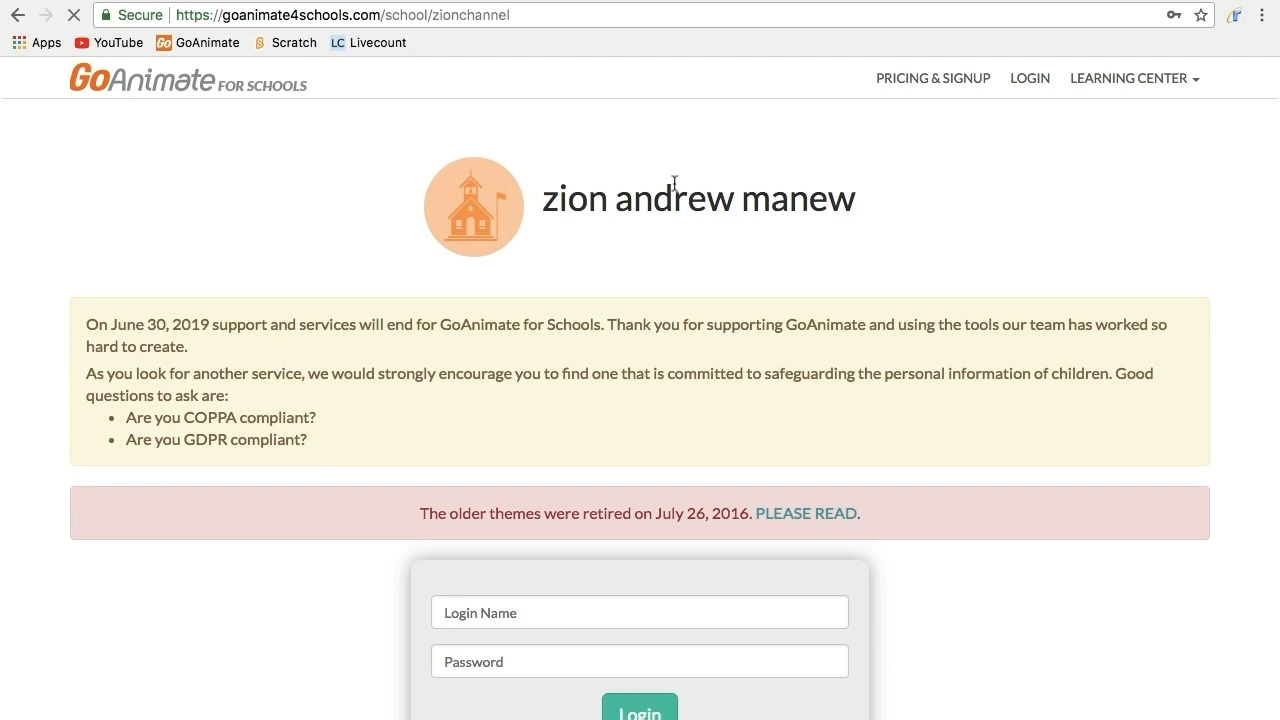 Secure https://goanimate4schools.com/school/zionchannel
Apps YouTube Go GoAnimate Scratch LC Livecount
GoAnimate FOR SCHOOLS PRICING & SIGNUP LOGIN LEARNING CENTER
zion andrew manew
On June 30, 2019 support and services will end for GoAnimate for Schools. Thank you for supporting GoAnimate and using the tools our team has worked so
hard to create.
As you look for another service, we would strongly encourage you to find one that is committed to safeguarding the personal information of children. Good
questions to ask are:
• Are you COPPA compliant?
• Are you GDPR compliant?
The older themes were retired on July 26, 2016. PLEASE READ.
Login Name
Password
Login